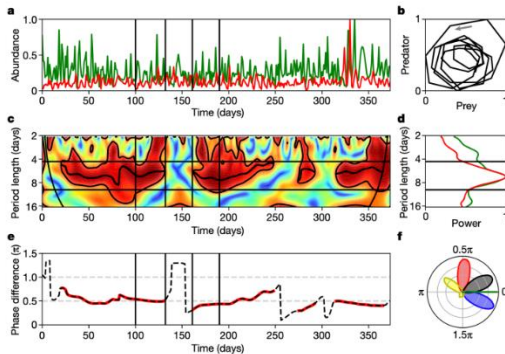 a
1.0
0.5
0
Abundance
0 50 100 150 200 250 300 350
Time (days)
b
Predator
Prey
c
2
4
8
16
Period length (days)
0 50 100 150 200 250 300 350
Time (days)
d
2
4
8
16
Period length (days)
Power
e
1.5
1.0
0.5
0
Phase difference (π)
0 50 100 150 200 250 300 350
Time (days)
f
0.5π
π
0
1.5π